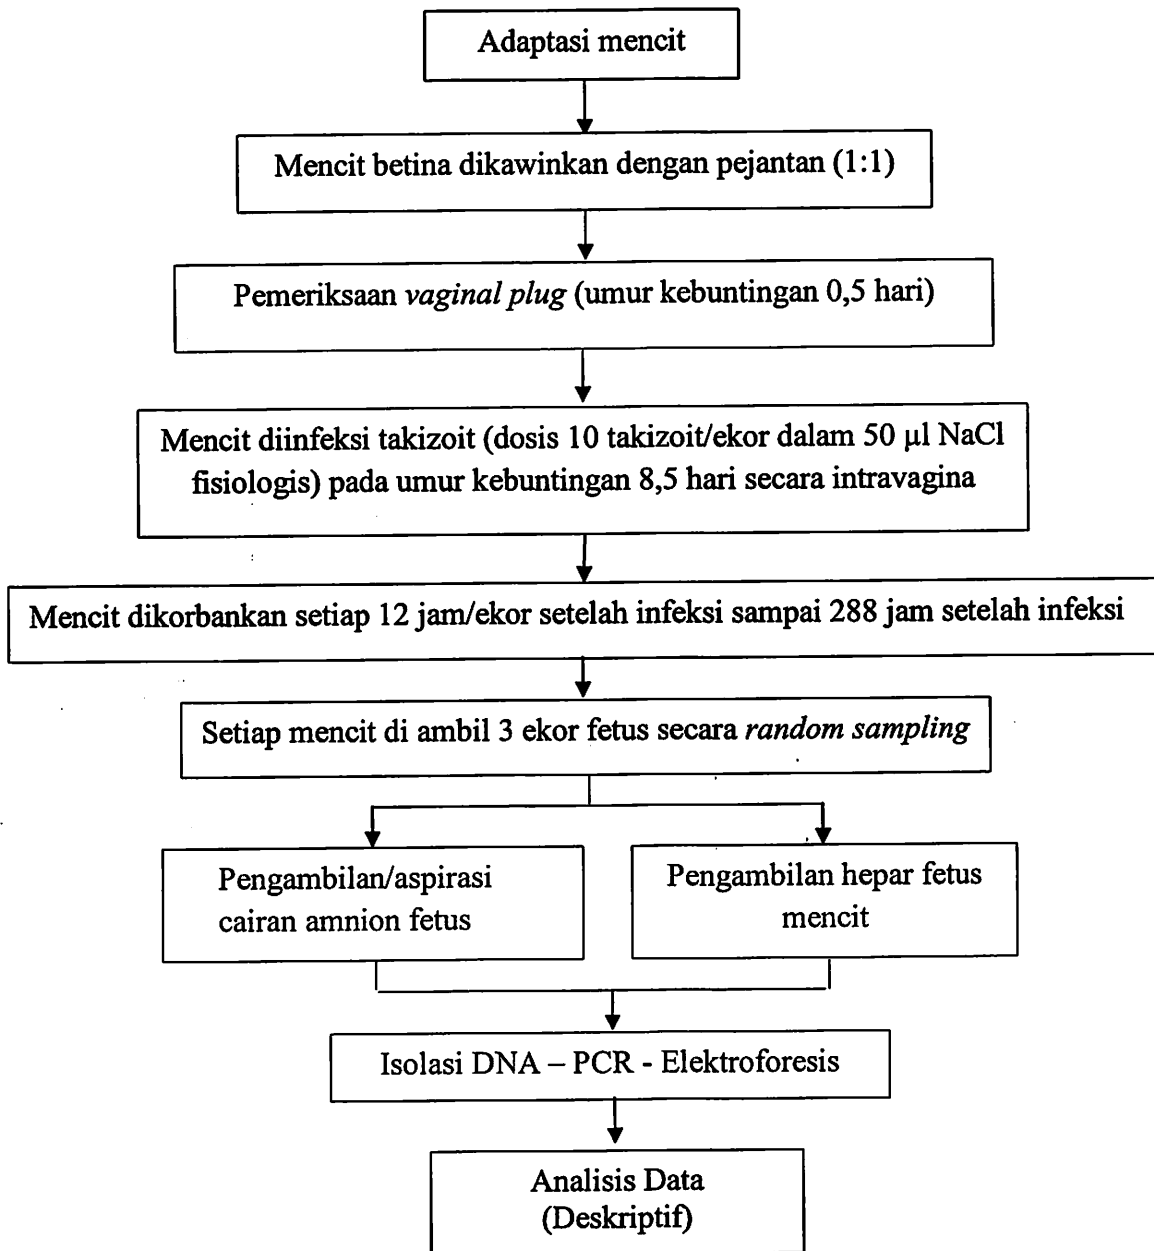 Adaptasi mencit
Mencit betina dikawinkan dengan pejantan (1:1)
Pemeriksaan vaginal plug (umur kebuntingan 0,5 hari)
Mencit diinfeksi takizoit (dosis 10 takizoit/ekor dalam 50 µl NaCl
fisiologis) pada umur kebuntingan 8,5 hari secara intravagina
Mencit dikorbankan setiap 12 jam/ekor setelah infeksi sampai 288 jam setelah infeksi
Setiap mencit di ambil 3 ekor fetus secara random sampling
Pengambilan/aspirasi
cairan amnion fetus
Pengambilan hepar fetus
mencit
Isolasi DNA – PCR - Elektroforesis
Analisis Data
(Deskriptif)